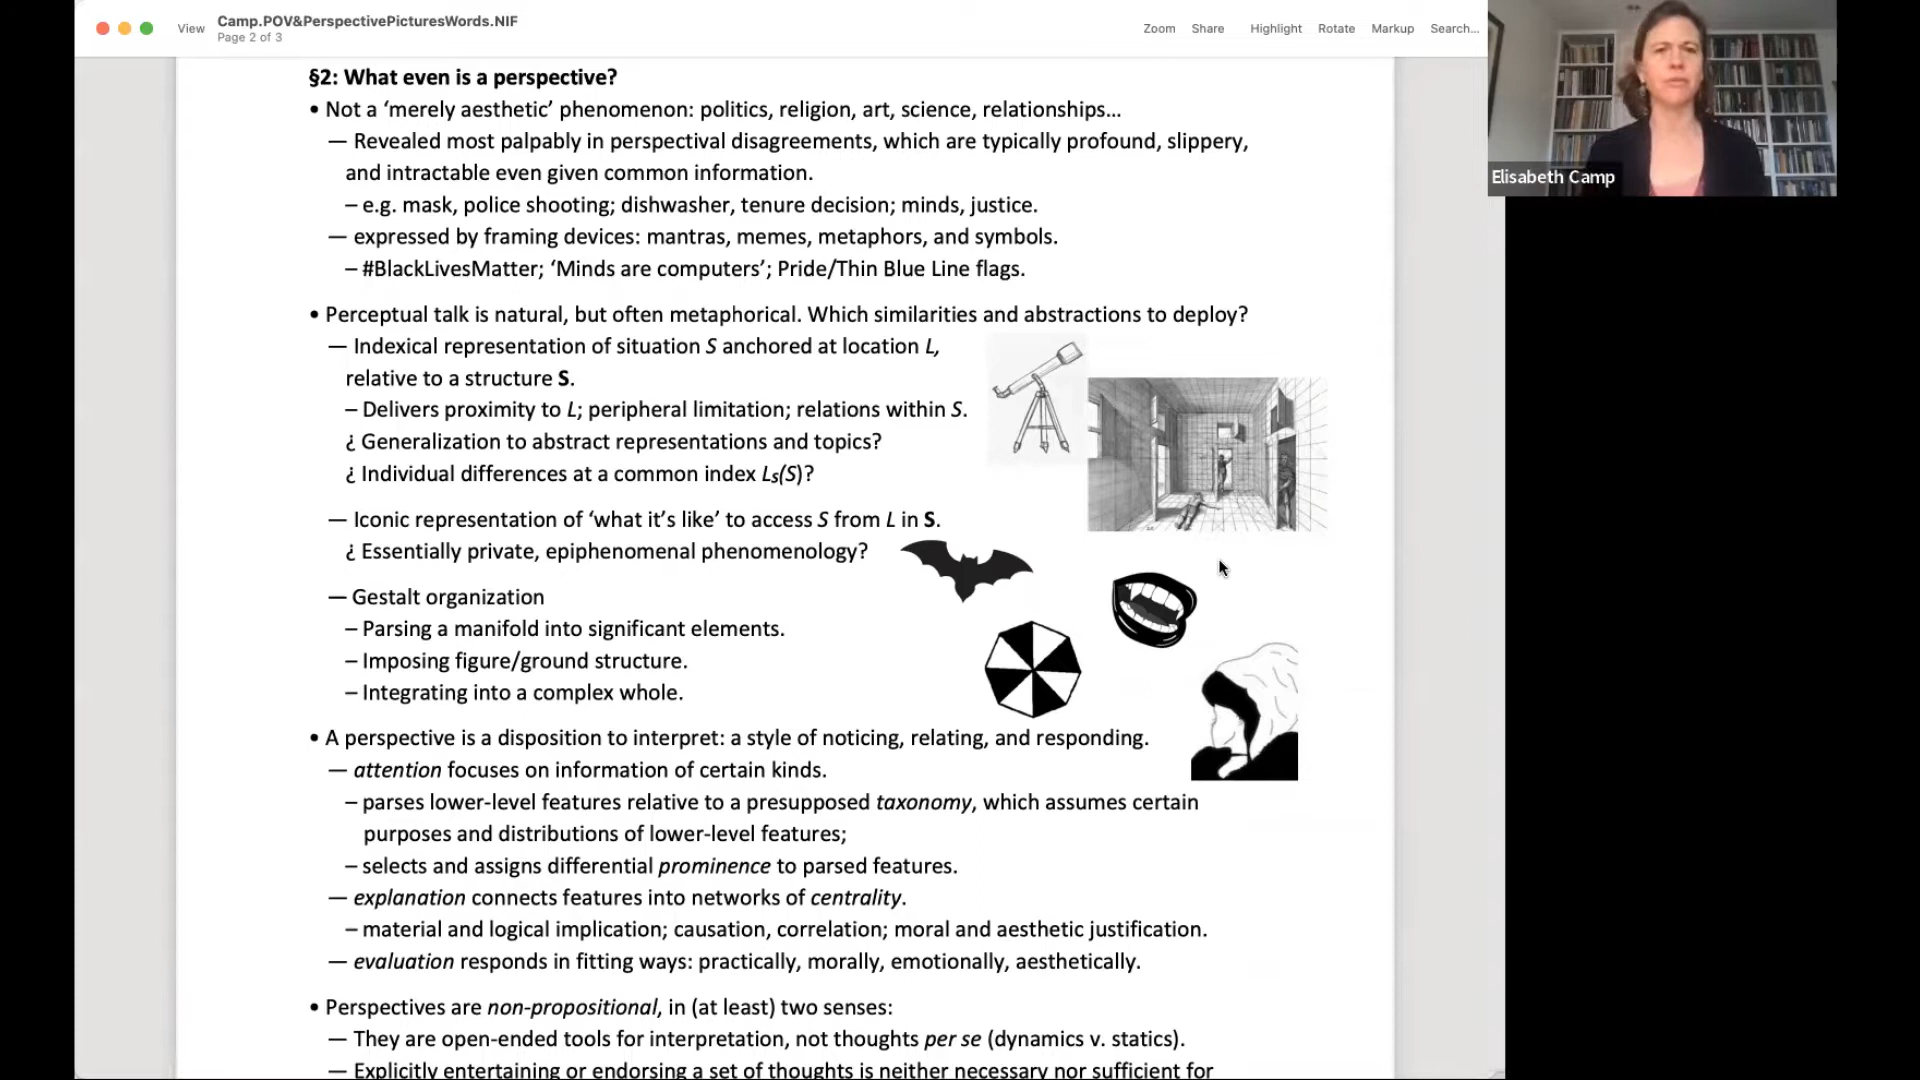 Camp.POV&PerspectivePicturesWords.NIF
Page 2 of 3
View
Zoom
Share
Highlight
Rotate
Markup
Search...
Elisabeth Camp
§2: What even is a perspective?
• Not a ‘merely aesthetic’ phenomenon: politics, religion, art, science, relationships…
— Revealed most palpably in perspectival disagreements, which are typically profound, slippery,
and intractable even given common information.
– e.g. mask, police shooting; dishwasher, tenure decision; minds, justice.
— expressed by framing devices: mantras, memes, metaphors, and symbols.
– #BlackLivesMatter; ‘Minds are computers’; Pride/Thin Blue Line flags.
• Perceptual talk is natural, but often metaphorical. Which similarities and abstractions to deploy?
— Indexical representation of situation S anchored at location L,
relative to a structure S.
– Delivers proximity to L; peripheral limitation; relations within S.
¿ Generalization to abstract representations and topics?
¿ Individual differences at a common index Ls(S)?
— Iconic representation of ‘what it’s like’ to access S from L in S.
¿ Essentially private, epiphenomenal phenomenology?
— Gestalt organization
– Parsing a manifold into significant elements.
– Imposing figure/ground structure.
– Integrating into a complex whole.
• A perspective is a disposition to interpret: a style of noticing, relating, and responding.
— attention focuses on information of certain kinds.
– parses lower-level features relative to a presupposed taxonomy, which assumes certain
purposes and distributions of lower-level features;
– selects and assigns differential prominence to parsed features.
— explanation connects features into networks of centrality.
– material and logical implication; causation, correlation; moral and aesthetic justification.
— evaluation responds in fitting ways: practically, morally, emotionally, aesthetically.
• Perspectives are non-propositional, in (at least) two senses:
— They are open-ended tools for interpretation, not thoughts per se (dynamics v. statics).
— Explicitly entertaining or endorsing a set of thoughts is neither necessary nor sufficient for